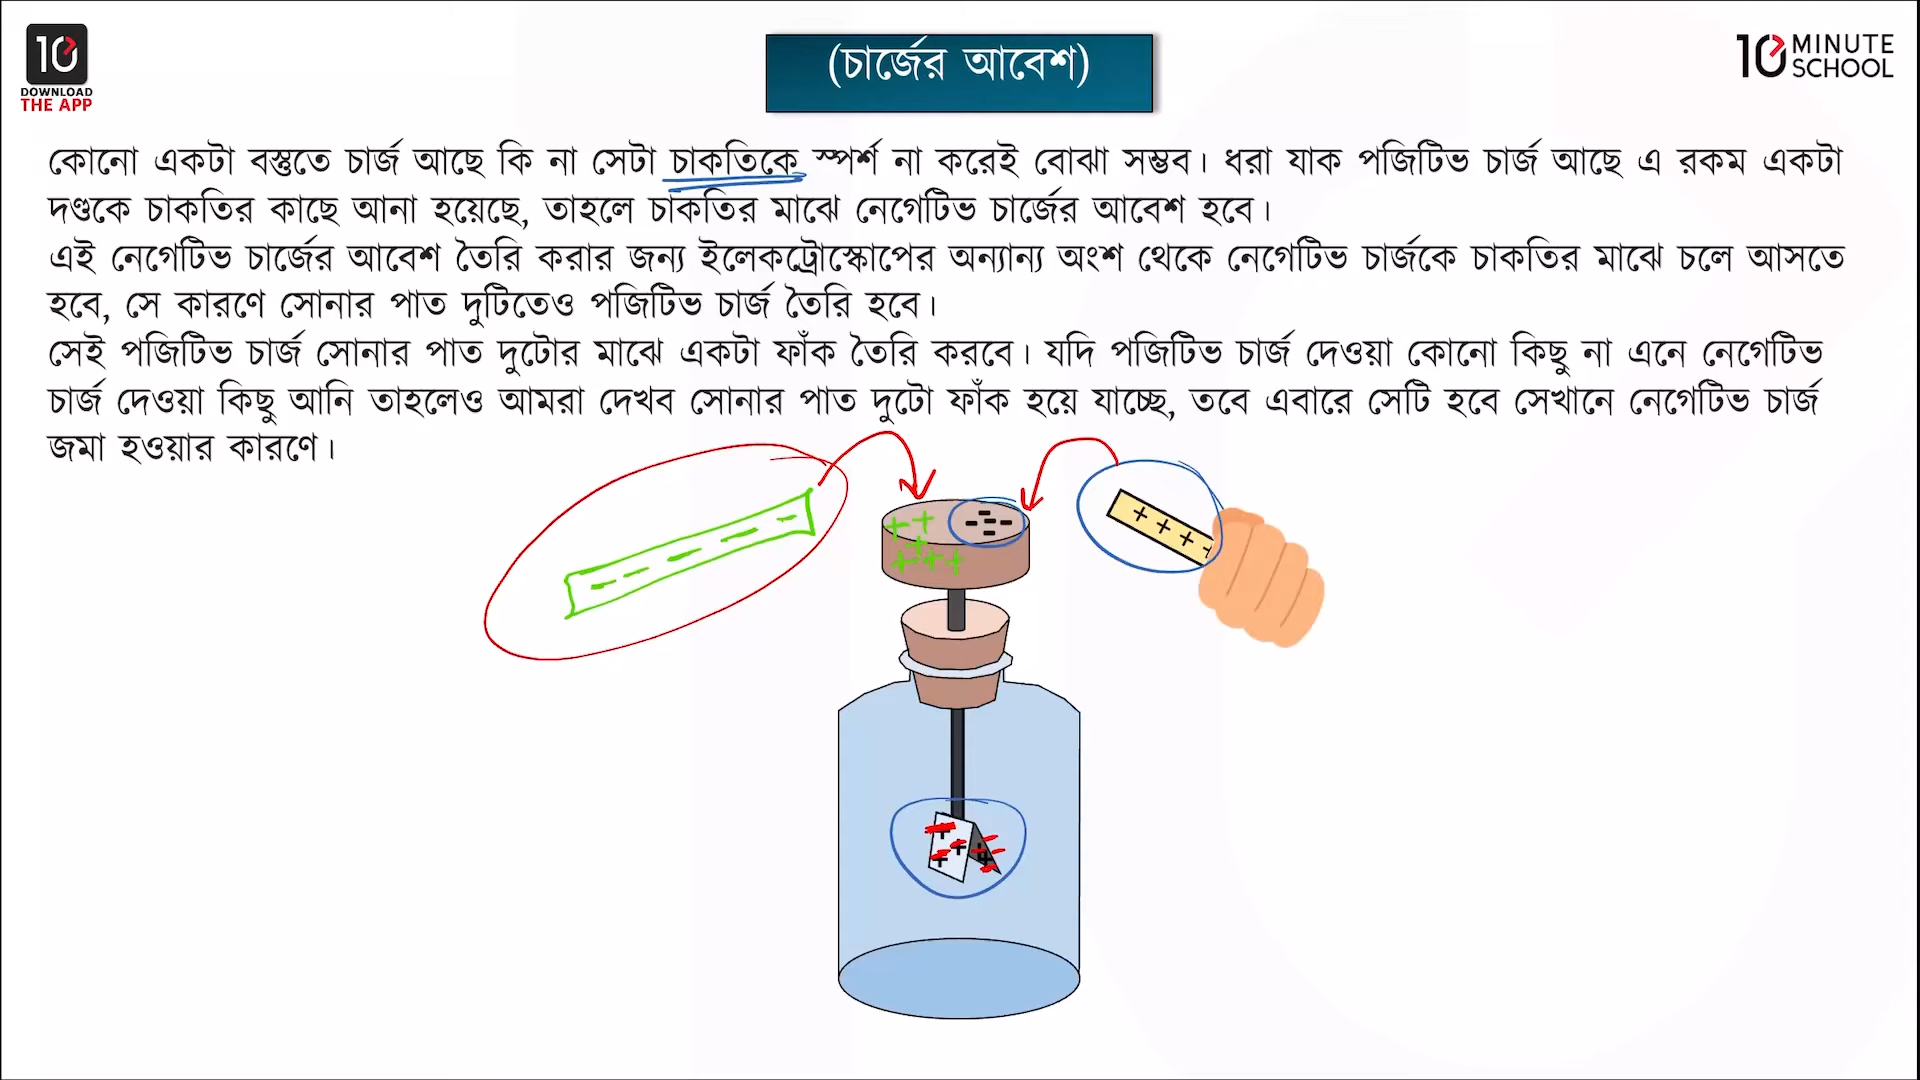 10
DOWNLOAD
THE APP
(চার্জের আবেশ)
10 MINUTE
SCHOOL
কোনো একটা বস্তুতে চার্জ আছে কি না সেটা চাকতিকে স্পর্শ না করেই বোঝা সম্ভব। ধরা যাক পজিটিভ চার্জ আছে এ রকম একটা
দণ্ডকে চাকতির কাছে আনা হয়েছে, তাহলে চাকতির মাঝে নেগেটিভ চার্জের আবেশ হবে।
এই নেগেটিভ চার্জের আবেশ তৈরি করার জন্য ইলেকট্রোস্কোপের অন্যান্য অংশ থেকে নেগেটিভ চার্জকে চাকতির মাঝে চলে আসতে
হবে, সে কারণে সোনার পাত দুটিতেও পজিটিভ চার্জ তৈরি হবে।
সেই পজিটিভ চার্জ সোনার পাত দুটোর মাঝে একটা ফাঁক তৈরি করবে। যদি পজিটিভ চার্জ দেওয়া কোনো কিছু না এনে নেগেটিভ
চার্জ দেওয়া কিছু আনি তাহলেও আমরা দেখব সোনার পাত দুটো ফাঁক হয়ে যাচ্ছে, তবে এবারে সেটি হবে সেখানে নেগেটিভ চার্জ
জমা হওয়ার কারণে।